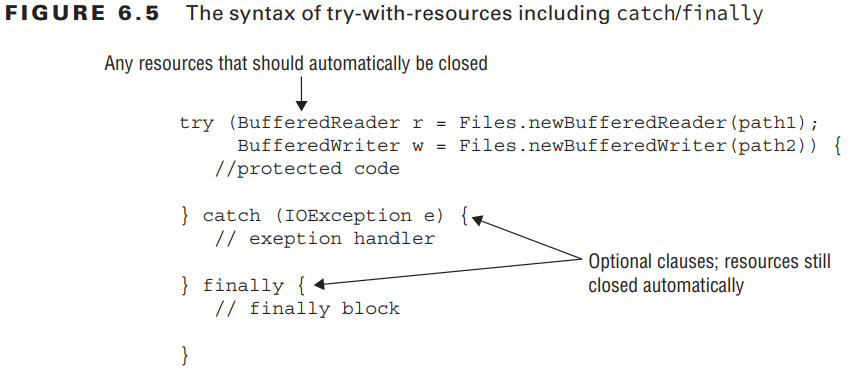 FIGURE 6.5 The syntax of try-with-resources including catch/finally
Any resources that should automatically be closed
try (BufferedReader r = Files.newBufferedReader(path1);
BufferedWriter w = Files.newBufferedWriter(path2)) {
//protected code
} catch (IOException e) {
// exeption handler
Optional clauses; resources still
closed automatically
} finally {
// finally block
}